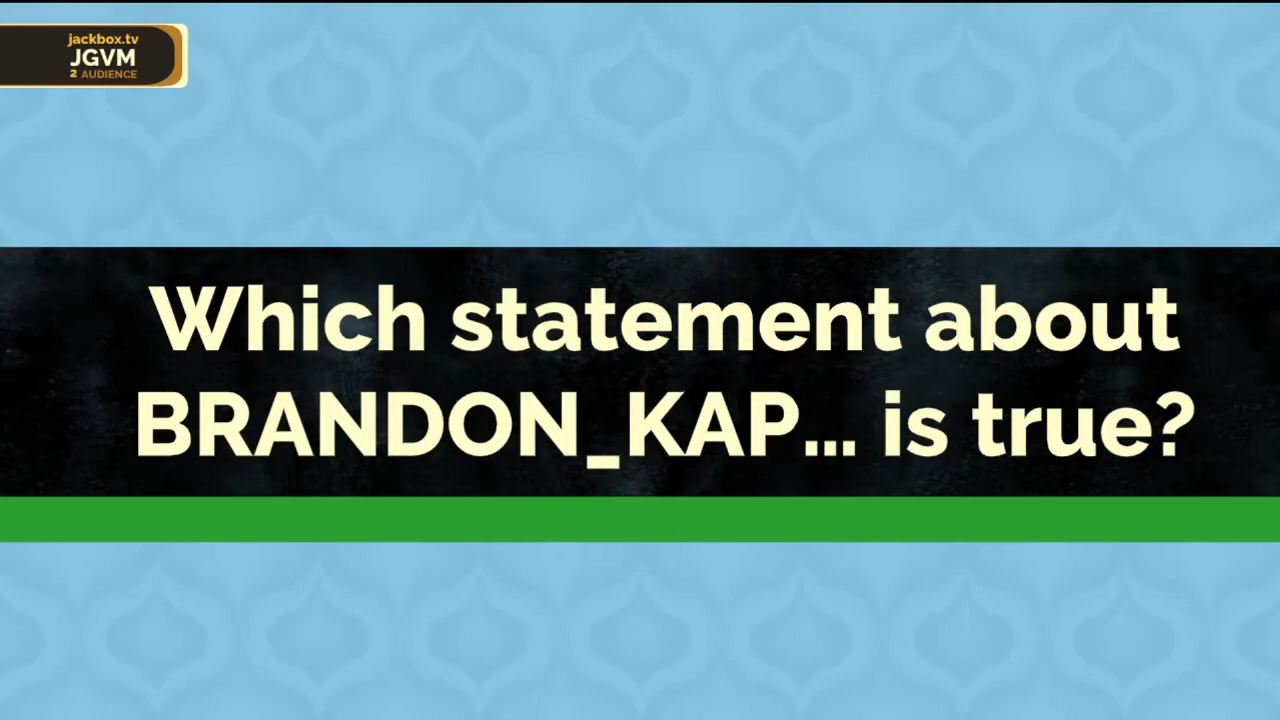 jackbox.tv
JGVM
2 AUDIENCE
Which statement about
BRANDON_KAP... is true?